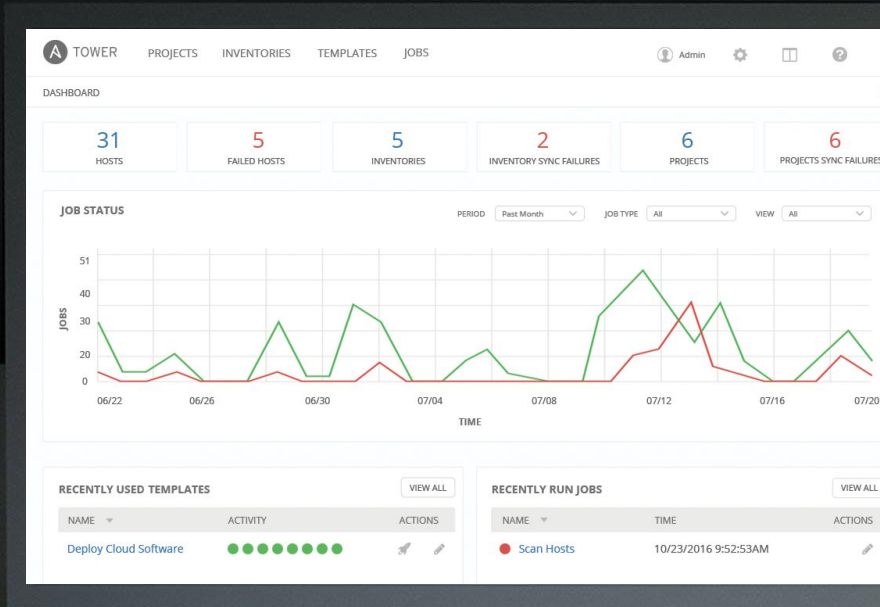 A TOWER PROJECTS INVENTORIES TEMPLATES JOBS Admin ?
DASHBOARD
31 5 5 2 6 6
HOSTS FAILED HOSTS INVENTORIES INVENTORY SYNC FAILURES PROJECTS PROJECTS SYNC FAILURES
JOB STATUS PERIOD Past Month JOB TYPE All VIEW All
51
40
30
20
0
JOBS
06/22 06/26 06/30 07/04 07/08 07/12 07/16 07/20
TIME
RECENTLY USED TEMPLATES VIEW ALL RECENTLY RUN JOBS VIEW ALL
NAME ACTIVITY ACTIONS NAME TIME ACTIONS
Deploy Cloud Software Scan Hosts 10/23/2016 9:52:53AM